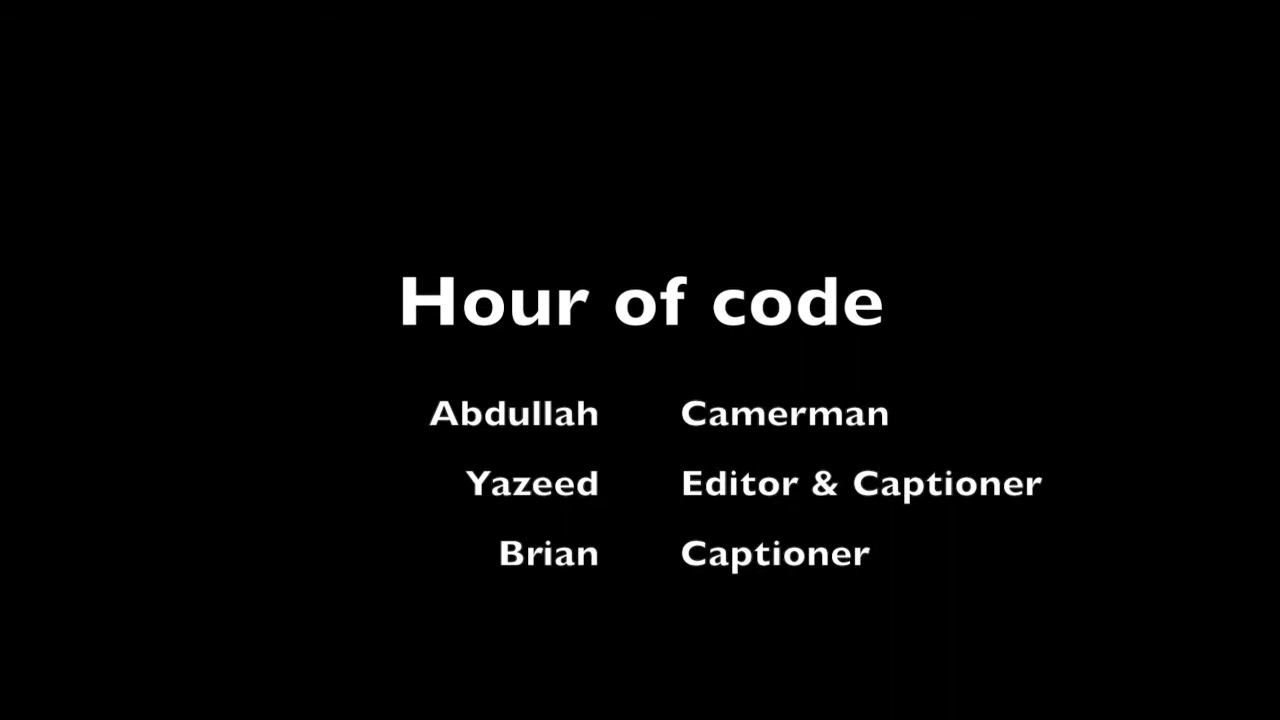 Hour of code
Abdullah Camerman
Yazeed Editor & Captioner
Brian Captioner